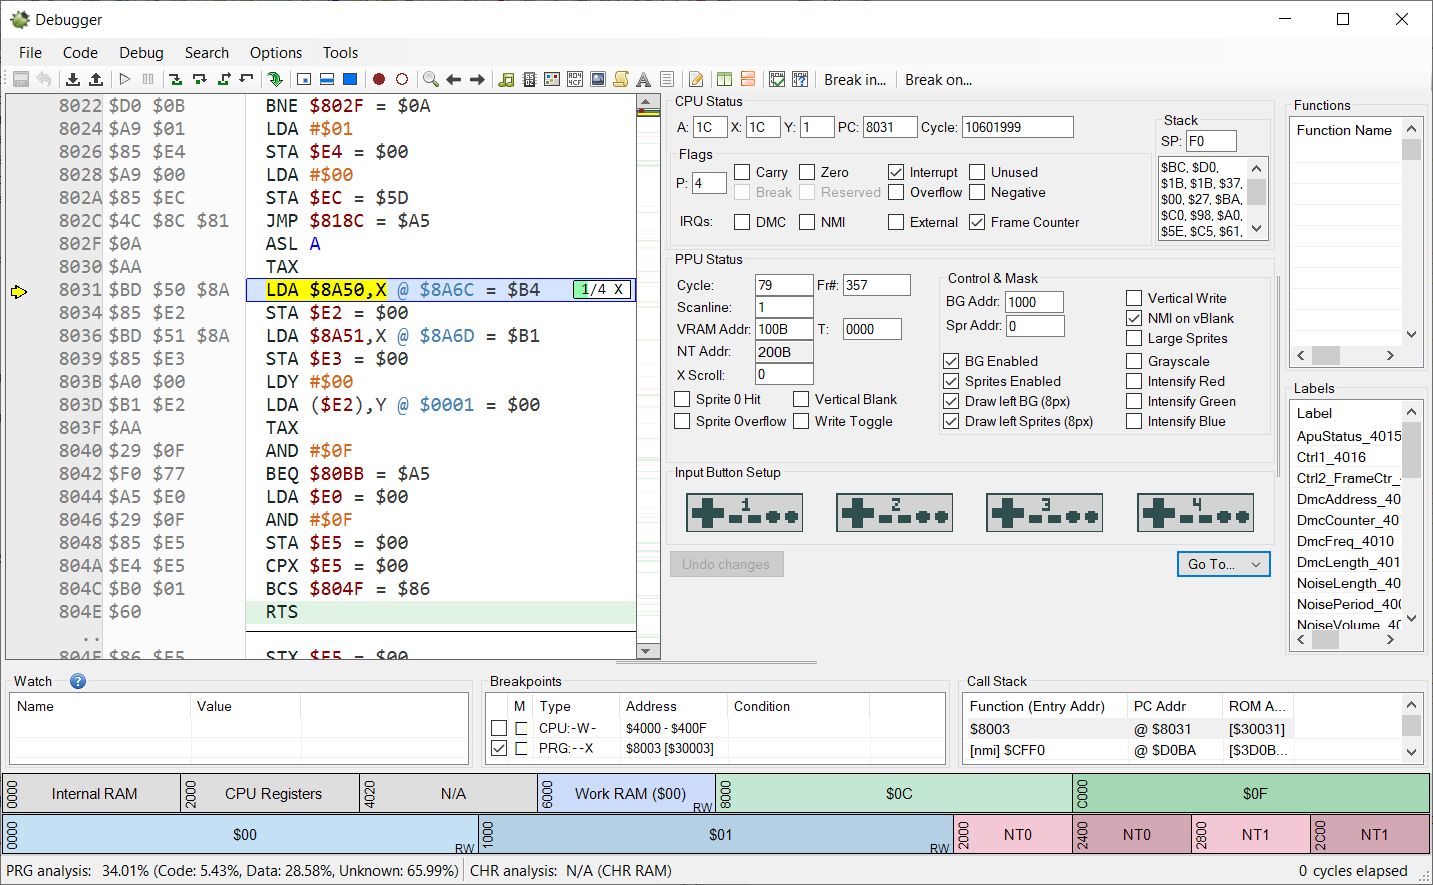 Debugger
File Code Debug Search Options Tools
Break in... Break on...
8022 $D0 $0B BNE $802F = $0A
8024 $A9 $01 LDA #$01
8026 $85 $E4 STA $E4 = $00
8028 $A9 $00 LDA #$00
802A $85 $EC STA $EC = $5D
802C $4C $8C $81 JMP $818C = $A5
802F $0A ASL A
8030 $AA TAX
8031 $BD $50 $8A LDA $8A50,X @ $8A6C = $B4 1/4 X
8034 $85 $E2 STA $E2 = $00
8036 $BD $51 $8A LDA $8A51,X @ $8A6D = $B1
8039 $85 $E3 STA $E3 = $00
803B $A0 $00 LDY #$00
803D $B1 $E2 LDA ($E2),Y @ $0001 = $00
803F $AA TAX
8040 $29 $0F AND #$0F
8042 $F0 $77 BEQ $80BB = $A5
8044 $A5 $E0 LDA $E0 = $00
8046 $29 $0F AND #$0F
8048 $85 $E5 STA $E5 = $00
804A $E4 $E5 CPX $E5 = $00
804C $B0 $01 BCS $804F = $86
804E $60 RTS
..
804F $86 $E5 STX $E5 = $00
CPU Status
A: 1C X: 1C Y: 1 PC: 8031 Cycle: 10601999
Flags
P: 4
Carry Zero Interrupt Unused
Break Reserved Overflow Negative
IRQs: DMC NMI External Frame Counter
Stack
SP: F0
$BC, $D0,
$1B, $1B, $37,
$00, $27, $BA,
$C0, $98, $A0,
$5E, $C5, $61,
PPU Status
Cycle: 79 Fr#: 357
Scanline: 1
VRAM Addr: 100B T: 0000
NT Addr: 200B
X Scroll: 0
Sprite 0 Hit Vertical Blank
Sprite Overflow Write Toggle
Control & Mask
BG Addr: 1000
Spr Addr: 0
BG Enabled
Sprites Enabled
Draw left BG (8px)
Draw left Sprites (8px)
Vertical Write
NMI on vBlank
Large Sprites
Grayscale
Intensify Red
Intensify Green
Intensify Blue
Input Button Setup
1 2 3 4
Undo changes Go To...
Functions
Function Name
Labels
Label
ApuStatus_4015
Ctrl1_4016
Ctrl2_FrameCtr_
DmcAddress_40
DmcCounter_40
DmcFreq_4010
DmcLength_401
NoiseLength_40
NoisePeriod_400
NoiseVolume_40
Watch ?
Name Value
Breakpoints
M Type Address Condition
CPU:-W- $4000 - $400F
PRG:--X $8003 [$30003]
Call Stack
Function (Entry Addr) PC Addr ROM A...
$8003 @ $8031 [$30031]
[nmi] $CFF0 @ $D0BA [$3D0B...
0000 Internal RAM 2000 CPU Registers 4020 N/A 6000 Work RAM ($00) RW 8000 $0C C000 $0F
0000 $00 RW 1000 $01 RW 2000 NT0 2400 NT0 2800 NT1 2C00 NT1
PRG analysis: 34.01% (Code: 5.43%, Data: 28.58%, Unknown: 65.99%) CHR analysis: N/A (CHR RAM) 0 cycles elapsed